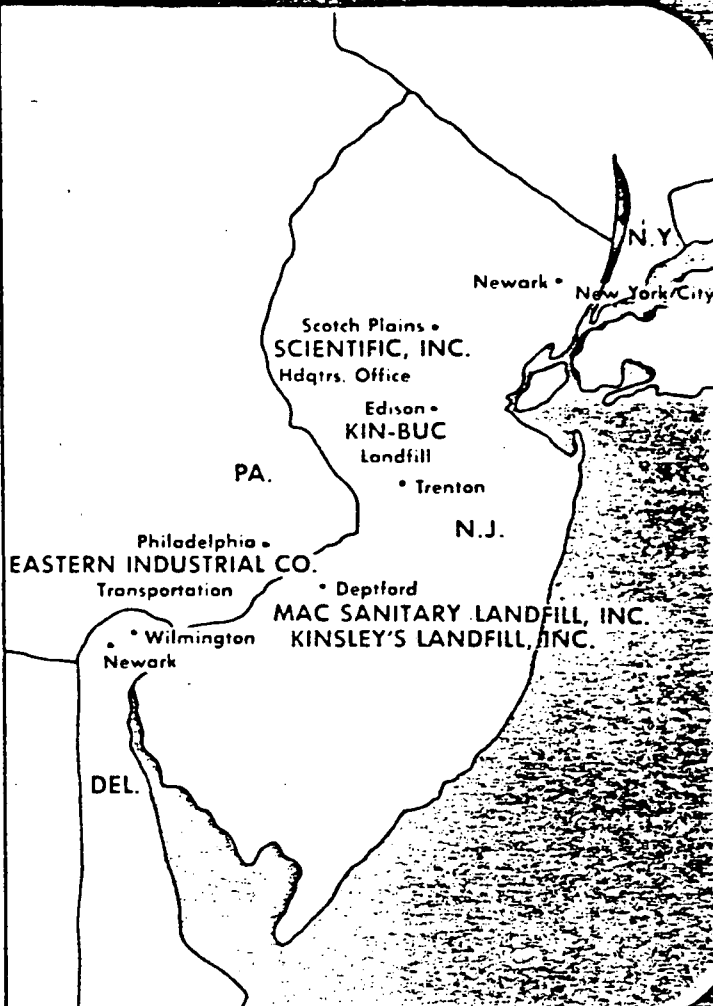 N.Y.
Newark
New York City
Scotch Plains
SCIENTIFIC, INC.
Hdqtrs. Office
Edison
KIN-BUC
Landfill
PA.
Trenton
N.J.
Philadelphia
EASTERN INDUSTRIAL CO.
Transportation
Deptford
MAC SANITARY LANDFILL, INC.
KINSLEY'S LANDFILL, INC.
Wilmington
Newark
DEL.